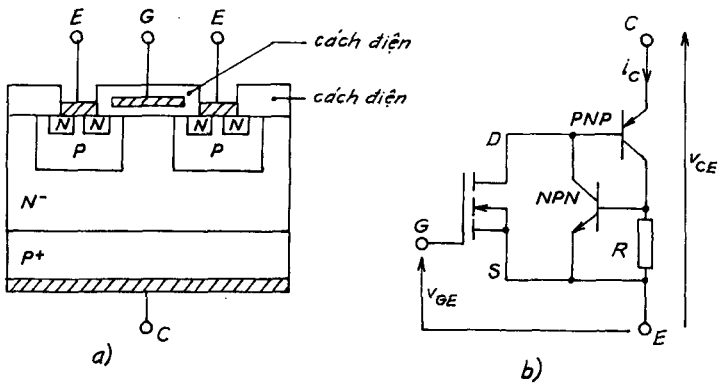 E
G
E
cách điện
cách điện
N
N
N
N
P
P
N⁻
P⁺
C
a)
C
i_C
PNP
D
v_CE
NPN
G
R
S
v_GE
E
b)